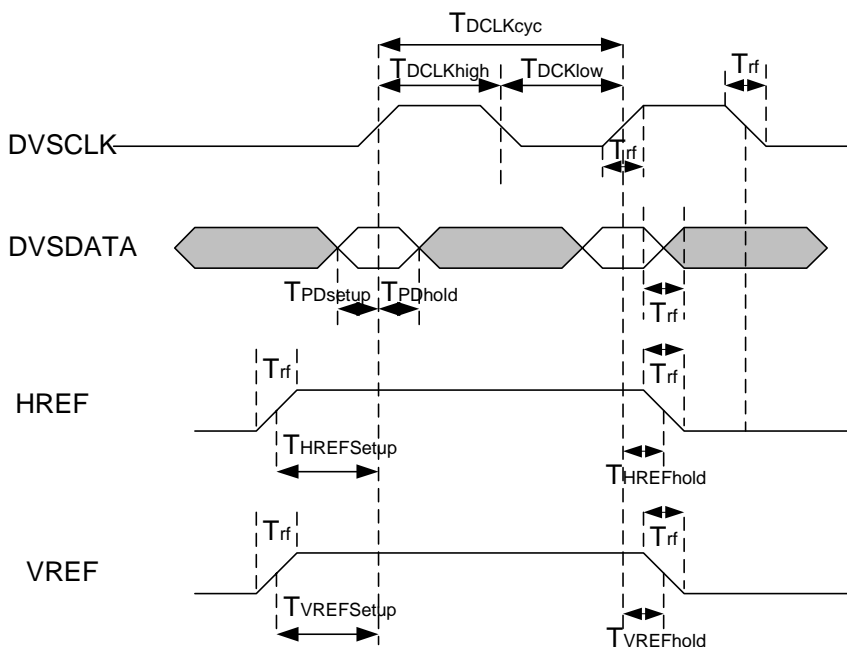 TDCLKcyc
TDCLKhigh TDCKlow Trf
DVSCLK
Trf
DVSDATA
TPDsetup TPDhold
Trf
Trf Trf
HREF
THREFSetup
THREFhold
Trf Trf
VREF
TVREFSetup
TVREFhold